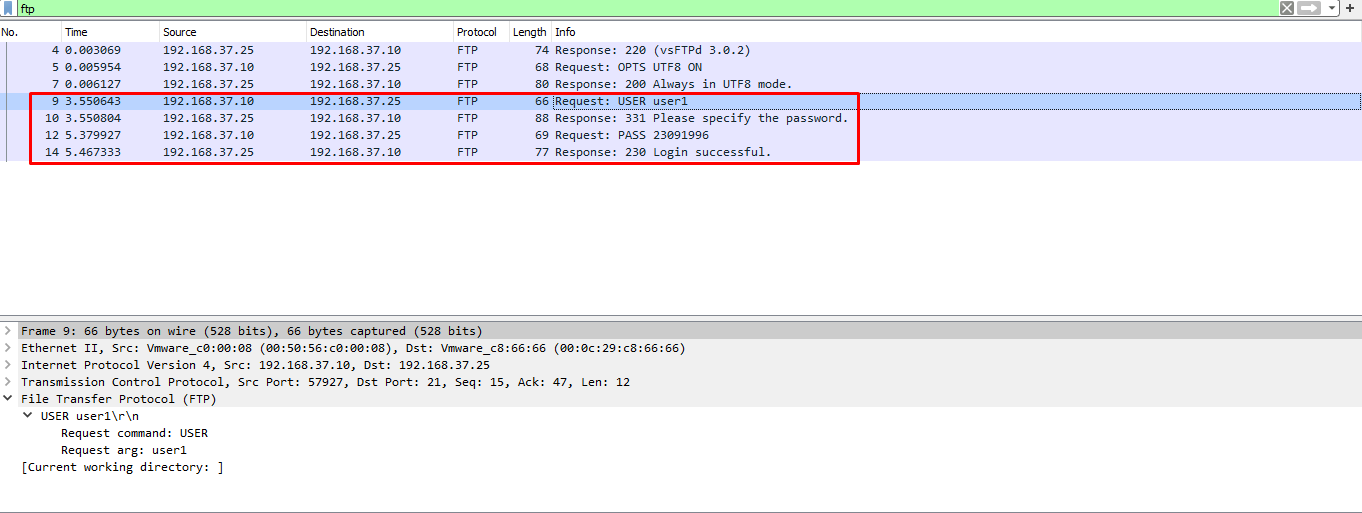 ftp
No. Time Source Destination Protocol Length Info
4 0.003069 192.168.37.25 192.168.37.10 FTP 74 Response: 220 (vsFTPd 3.0.2)
5 0.005954 192.168.37.10 192.168.37.25 FTP 68 Request: OPTS UTF8 ON
7 0.006127 192.168.37.25 192.168.37.10 FTP 80 Response: 200 Always in UTF8 mode.
9 3.550643 192.168.37.10 192.168.37.25 FTP 66 Request: USER user1
10 3.550804 192.168.37.25 192.168.37.10 FTP 88 Response: 331 Please specify the password.
12 5.379927 192.168.37.10 192.168.37.25 FTP 69 Request: PASS 23091996
14 5.467333 192.168.37.25 192.168.37.10 FTP 77 Response: 230 Login successful.
Frame 9: 66 bytes on wire (528 bits), 66 bytes captured (528 bits)
Ethernet II, Src: Vmware_c0:00:08 (00:50:56:c0:00:08), Dst: Vmware_c8:66:66 (00:0c:29:c8:66:66)
Internet Protocol Version 4, Src: 192.168.37.10, Dst: 192.168.37.25
Transmission Control Protocol, Src Port: 57927, Dst Port: 21, Seq: 15, Ack: 47, Len: 12
File Transfer Protocol (FTP)
USER user1\r\n
Request command: USER
Request arg: user1
[Current working directory: ]